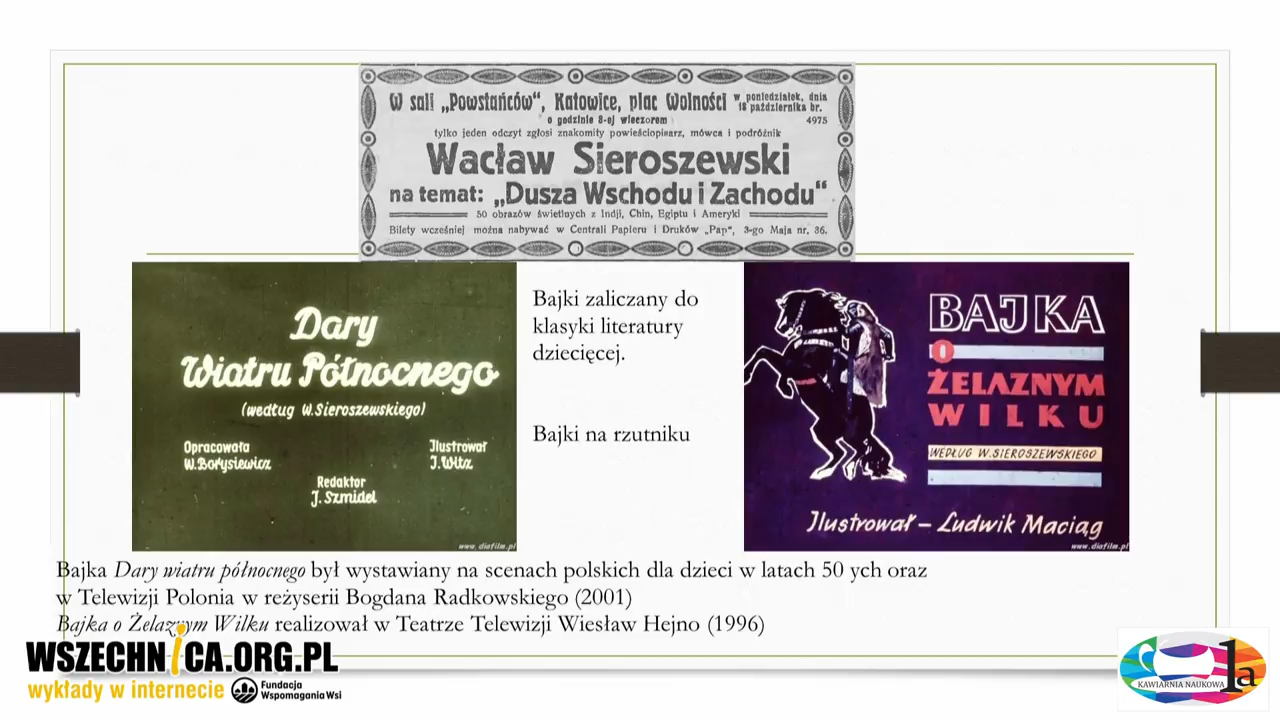 W sali „Powstańców“, Katowice, plac Wolności w poniedziałek, dnia 18 października br.
o godzinie 8-ej wieczorem 4975
tylko jeden odczyt zgłosi znakomity powieściopisarz, mówca i podróżnik
Wacław Sieroszewski
na temat: „Dusza Wschodu i Zachodu“
50 obrazów świetlnych z Indji, Chin, Egiptu i Ameryki
Bilety wcześniej można nabywać w Centrali Papieru i Druków „Pap“, 3-go Maja nr. 36.
Dary
Wiatru Północnego
(według W.Sieroszewskiego)
Opracowała
W.Borysiewicz
Ilustrował
J.Witz
Redaktor
J. Szmidel
www.diafilm.pl
Bajki zaliczany do
klasyki literatury
dziecięcej.
Bajki na rzutniku
BAJKA
O
ŻELAZNYM
WILKU
WEDŁUG W.SIEROSZEWSKIEGO
Ilustrował – Ludwik Maciąg
www.diafilm.pl
Bajka Dary wiatru północnego był wystawiany na scenach polskich dla dzieci w latach 50 ych oraz
w Telewizji Polonia w reżyserii Bogdana Radkowskiego (2001)
Bajka o Żelaznym Wilku realizował w Teatrze Telewizji Wiesław Hejno (1996)
WSZECHNICA.ORG.PL
wykłady w internecie
Fundacja
Wspomagania Wsi
KAWIARNIA NAUKOWA 1a